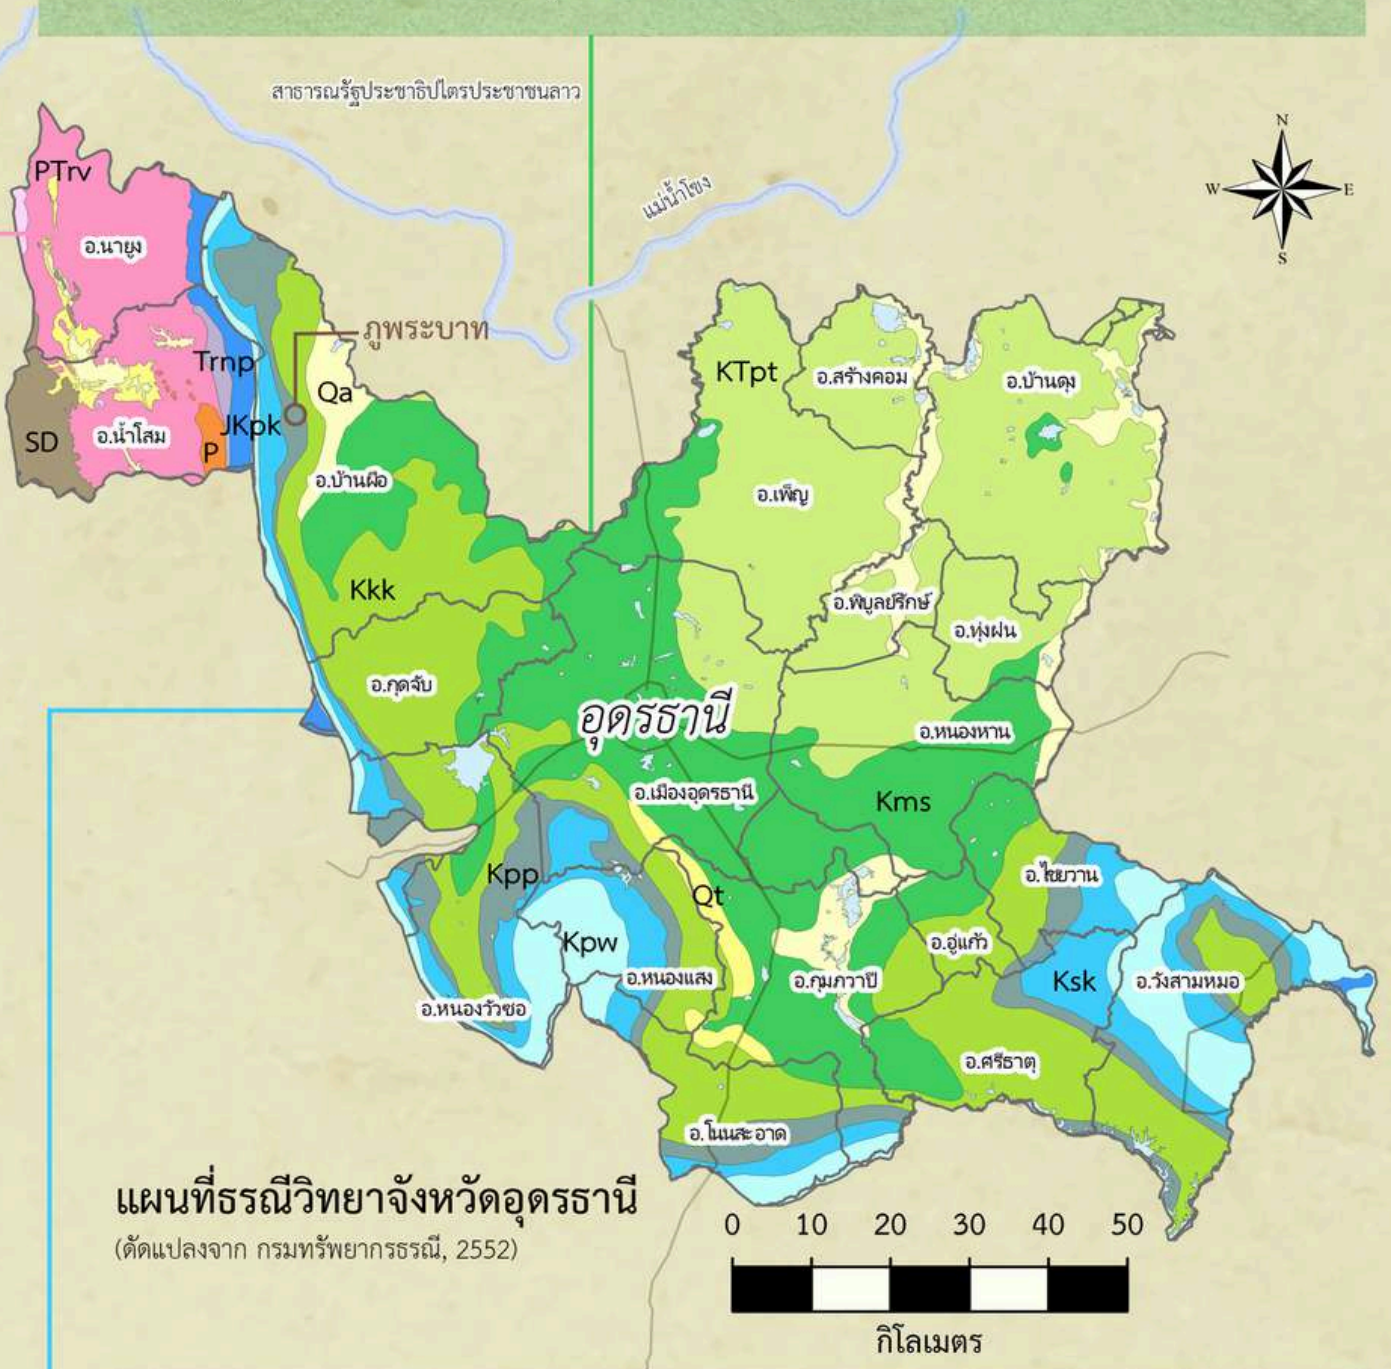 สาธารณรัฐประชาธิปไตรประชาชนลาว
N
W
E
S
แม่น้ำโขง
PTrv
อ.นายูง
ภูพระบาท
Trnp
Qa
KTpt
อ.สร้างคอม
อ.บ้านดุง
SD
อ.น้ำโสม
P
JKpk
อ.บ้านผือ
อ.เพ็ญ
Kkk
อ.พิบูลย์รักษ์
อ.ทุ่งฝน
อ.กุดจับ
อุดรธานี
อ.หนองหาน
อ.เมืองอุดรธานี
Kms
Kpp
Qt
อ.ไชยวาน
Kpw
อ.หนองแสง
อ.กุมภวาปี
อ.อู่แก้ว
Ksk
อ.วังสามหมอ
อ.หนองวัวซอ
อ.ศรีธาตุ
อ.โนนสะอาด
แผนที่ธรณีวิทยาจังหวัดอุดรธานี
(ดัดแปลงจาก กรมทรัพยากรธรณี, 2552)
0 10 20 30 40 50
กิโลเมตร